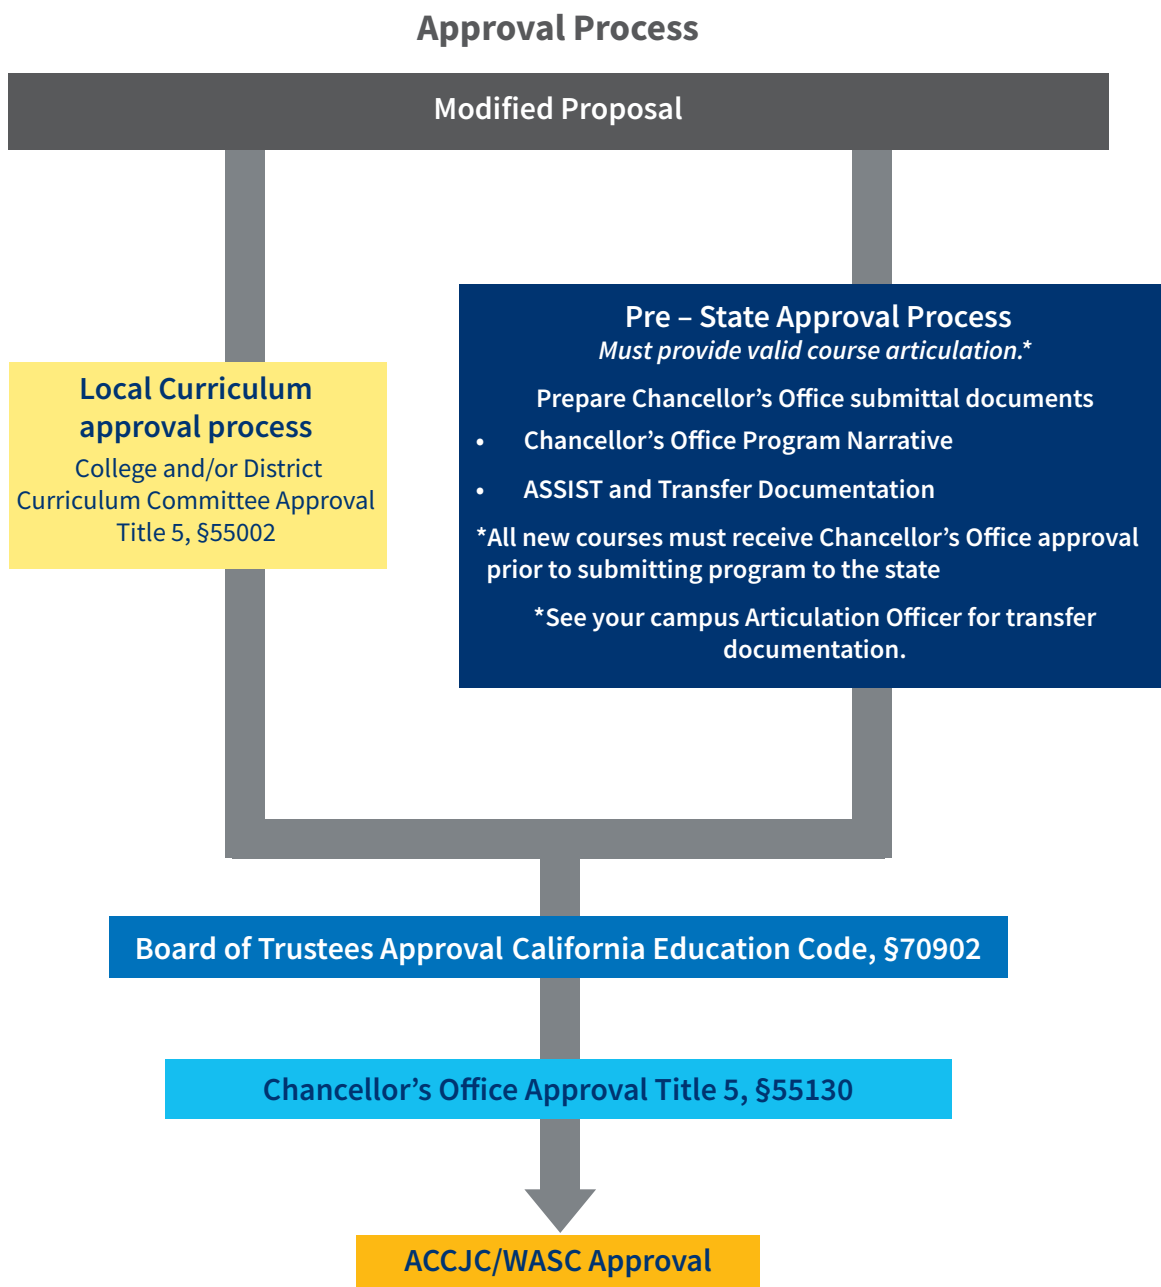 Approval Process
Modified Proposal
Local Curriculum
approval process
College and/or District
Curriculum Committee Approval
Title 5, §55002
Pre – State Approval Process
Must provide valid course articulation.*
Prepare Chancellor’s Office submittal documents
• Chancellor’s Office Program Narrative
• ASSIST and Transfer Documentation
*All new courses must receive Chancellor’s Office approval
prior to submitting program to the state
*See your campus Articulation Officer for transfer
documentation.
Board of Trustees Approval California Education Code, §70902
Chancellor’s Office Approval Title 5, §55130
ACCJC/WASC Approval